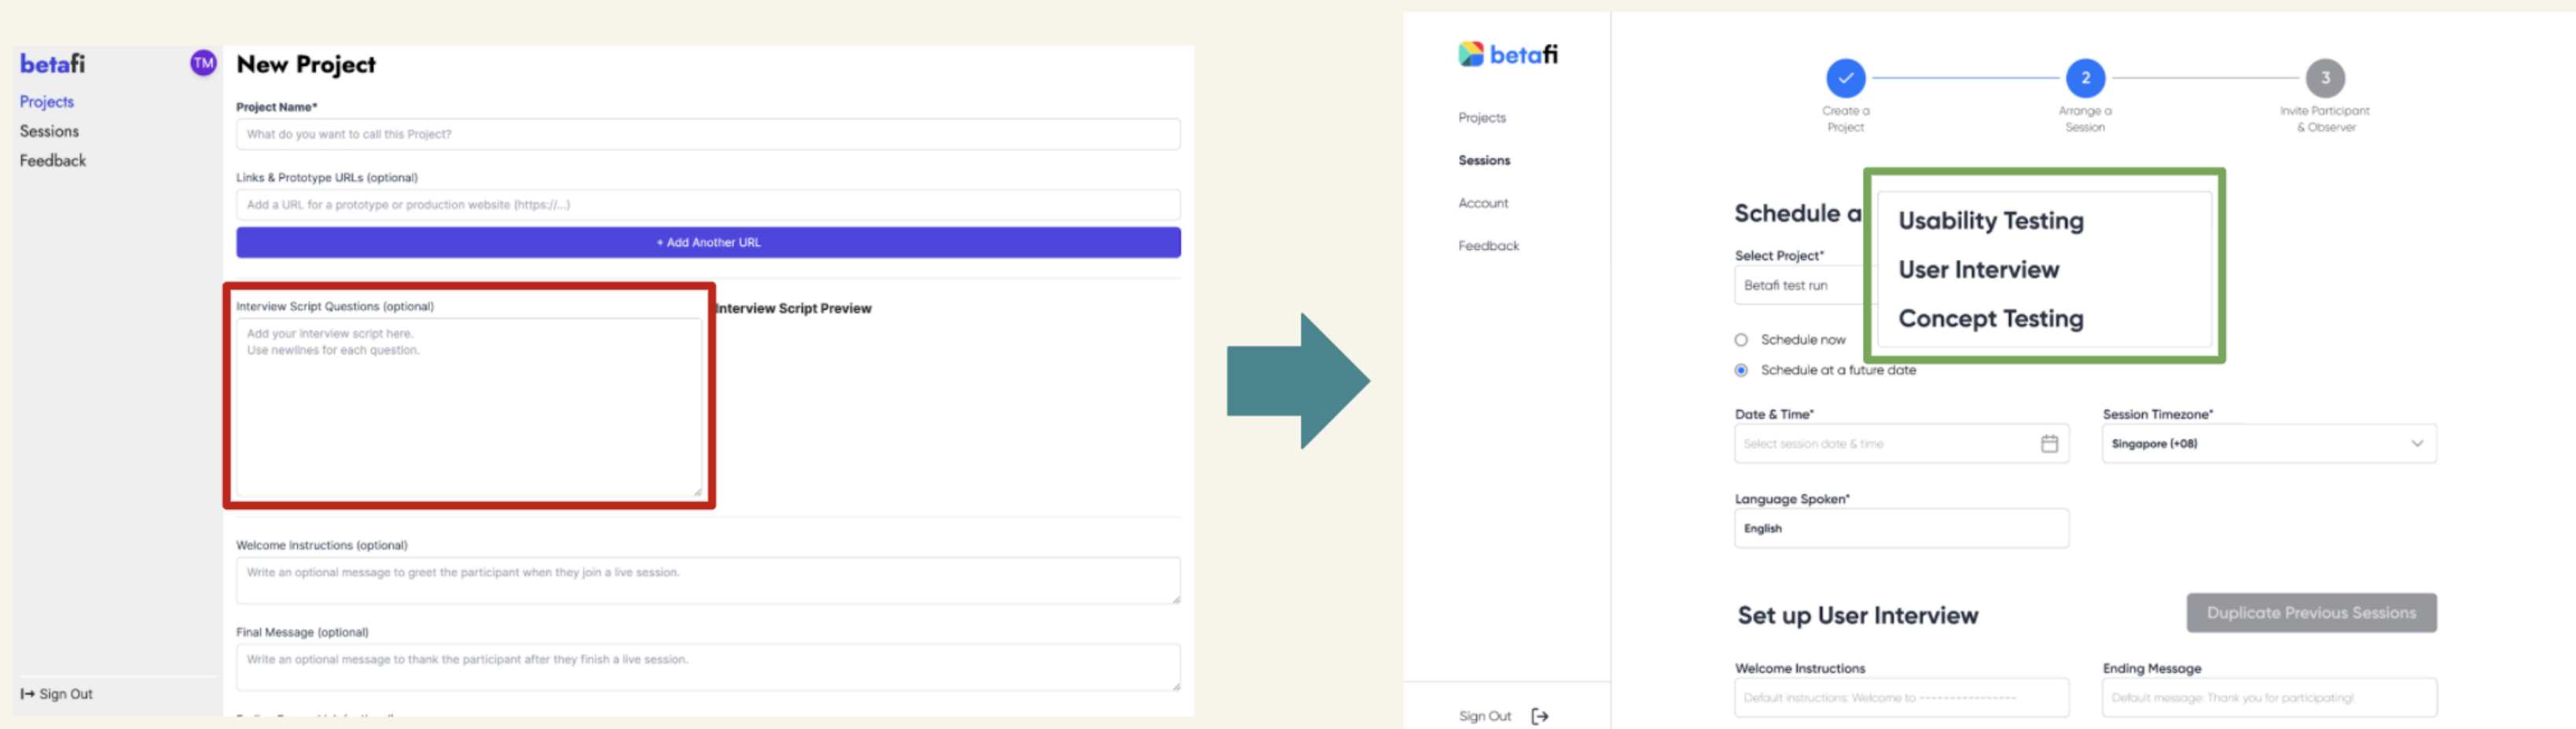 betafi
TM
Projects
Sessions
Feedback
Sign Out
New Project
Project Name*
What do you want to call this Project?
Links & Prototype URLs (optional)
Add a URL for a prototype or production website (https://...)
+ Add Another URL
Interview Script Questions (optional)
Add your interview script here.
Use newlines for each question.
Interview Script Preview
Welcome Instructions (optional)
Write an optional message to greet the participant when they join a live session.
Final Message (optional)
Write an optional message to thank the participant after they finish a live session.
betafi
Projects
Sessions
Account
Feedback
Sign Out
Create a
Project
2
Arrange a
Session
3
Invite Participant
& Observer
Schedule a
Usability Testing
User Interview
Concept Testing
Select Project*
Betafi test run
Schedule now
Schedule at a future date
Date & Time*
Select session date & time
Session Timezone*
Singapore (+08)
Language Spoken*
English
Set up User Interview
Duplicate Previous Sessions
Welcome Instructions
Default instructions: Welcome to ----------------
Ending Message
Default message: Thank you for participating!